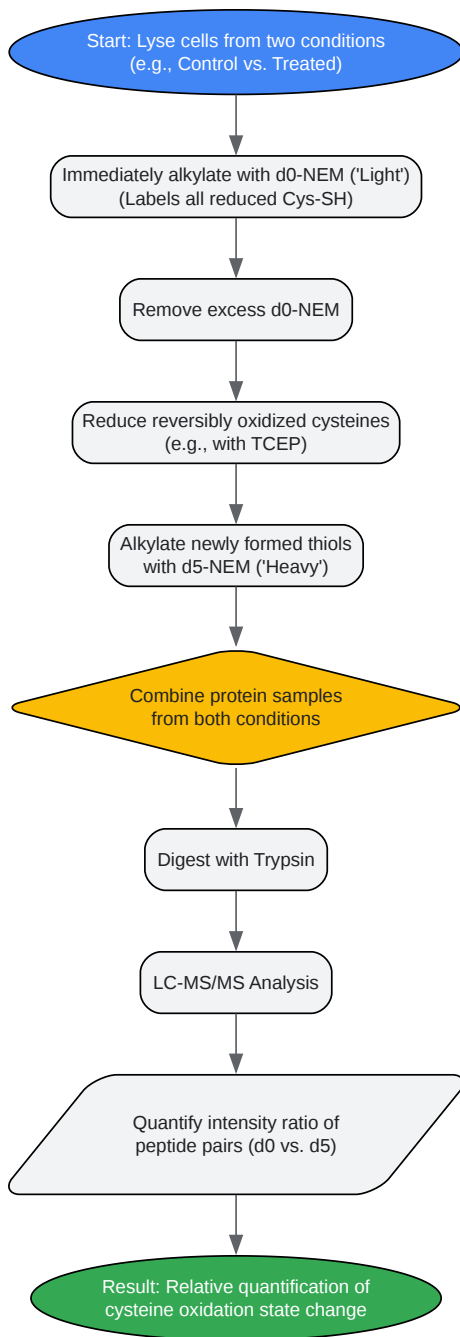 Start: Lyse cells from two conditions
(e.g., Control vs. Treated)
Immediately alkylate with d0-NEM ('Light')
(Labels all reduced Cys-SH)
Remove excess d0-NEM
Reduce reversibly oxidized cysteines
(e.g., with TCEP)
Alkylate newly formed thiols
with d5-NEM ('Heavy')
Combine protein samples
from both conditions
Digest with Trypsin
LC-MS/MS Analysis
Quantify intensity ratio of
peptide pairs (d0 vs. d5)
Result: Relative quantification of
cysteine oxidation state change